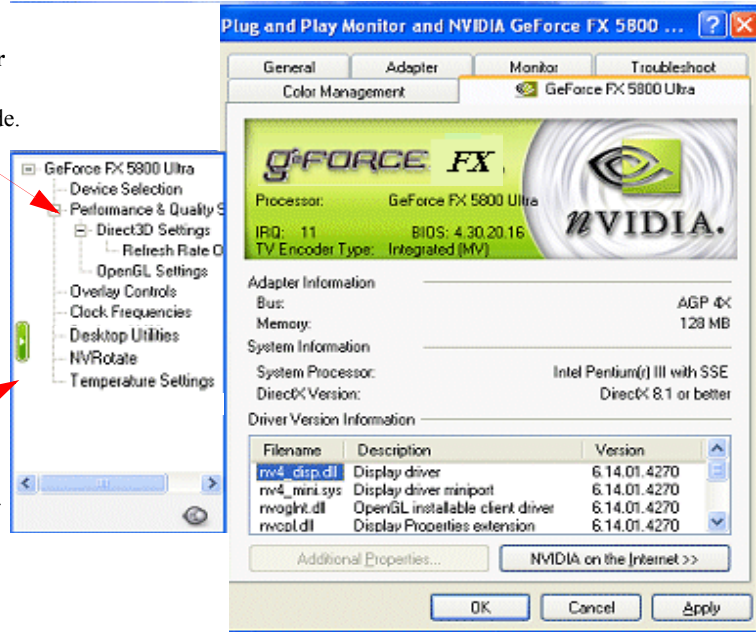 Plug and Play Monitor and NVIDIA GeForce FX 5800 ...
r
le.
General Adapter Monitor Troubleshoot
Color Management GeForce FX 5800 Ultra
GeFORCE FX
NVIDIA.
Processor: GeForce FX 5800 Ultra
IRQ: 11 BIOS: 4.30.20.16
TV Encoder Type: Integrated (MV)
Adapter Information
Bus: AGP 4X
Memory: 128 MB
System Information
System Processor: Intel Pentium(r) III with SSE
DirectX Version: DirectX 8.1 or better
Driver Version Information
Filename Description Version
nv4_disp.dll Display driver 6.14.01.4270
nv4_mini.sys Display driver miniport 6.14.01.4270
nvoglnt.dll OpenGL installable client driver 6.14.01.4270
nvcpl.dll Display Properties extension 6.14.01.4270
Additional Properties... NVIDIA on the Internet >>
OK Cancel Apply
GeForce FX 5800 Ultra
Device Selection
Performance & Quality S
Direct3D Settings
Refresh Rate O
OpenGL Settings
Overlay Controls
Clock Frequencies
Desktop Utilities
NVRotate
Temperature Settings